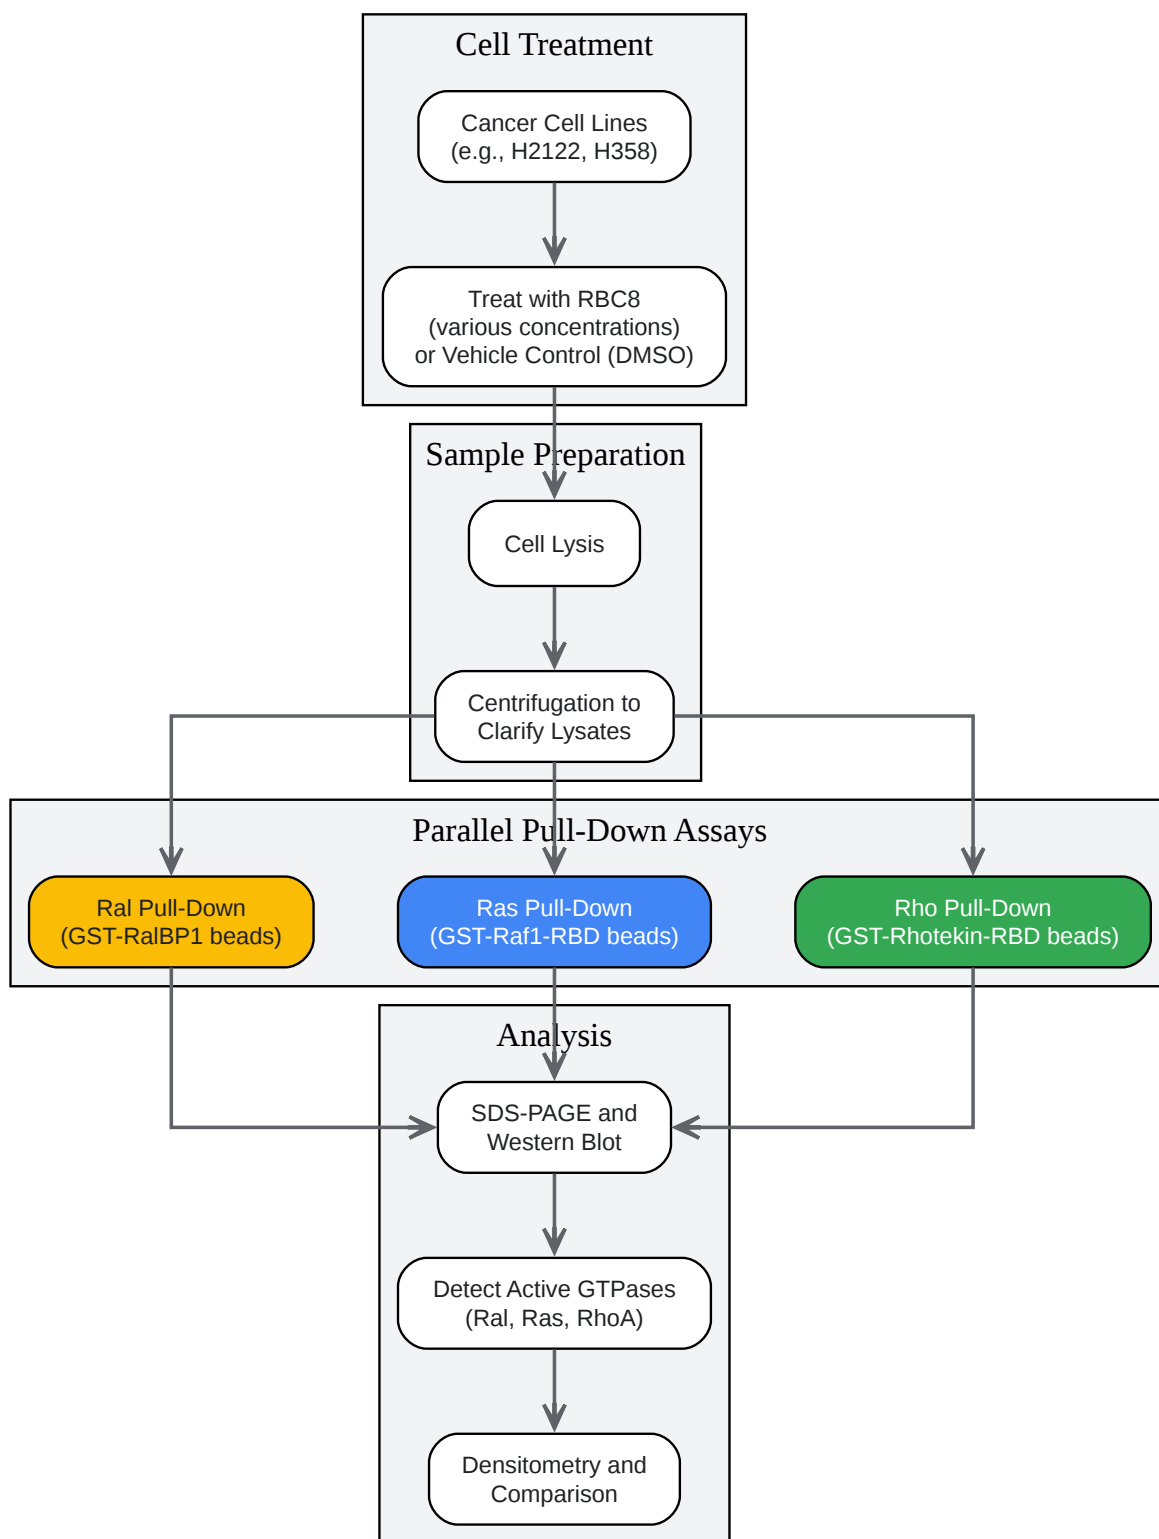 Cell Treatment
Cancer Cell Lines
(e.g., H2122, H358)
Treat with RBC8
(various concentrations)
or Vehicle Control (DMSO)
Sample Preparation
Cell Lysis
Centrifugation to
Clarify Lysates
Parallel Pull-Down Assays
Ral Pull-Down
(GST-RalBP1 beads)
Ras Pull-Down
(GST-Raf1-RBD beads)
Rho Pull-Down
(GST-Rhotekin-RBD beads)
Analysis
SDS-PAGE and
Western Blot
Detect Active GTPases
(Ral, Ras, RhoA)
Densitometry and
Comparison